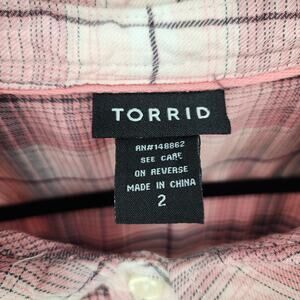 TORRID
RN#148862
SEE CARE
ON REVERSE
MADE IN CHINA
2